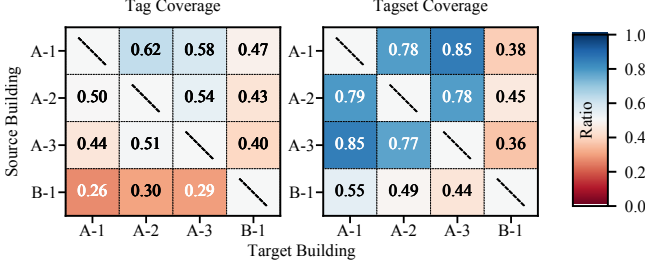 Tag Coverage
Tagset Coverage
Source Building
A-1
0.62 0.58 0.47
A-2
0.50 0.54 0.43
A-3
0.44 0.51 0.40
B-1
0.26 0.30 0.29
A-1 A-2 A-3 B-1
A-1
0.78 0.85 0.38
A-2
0.79 0.78 0.45
A-3
0.85 0.77 0.36
B-1
0.55 0.49 0.44
A-1 A-2 A-3 B-1
Target Building
Ratio
1.0
0.8
0.6
0.4
0.2
0.0